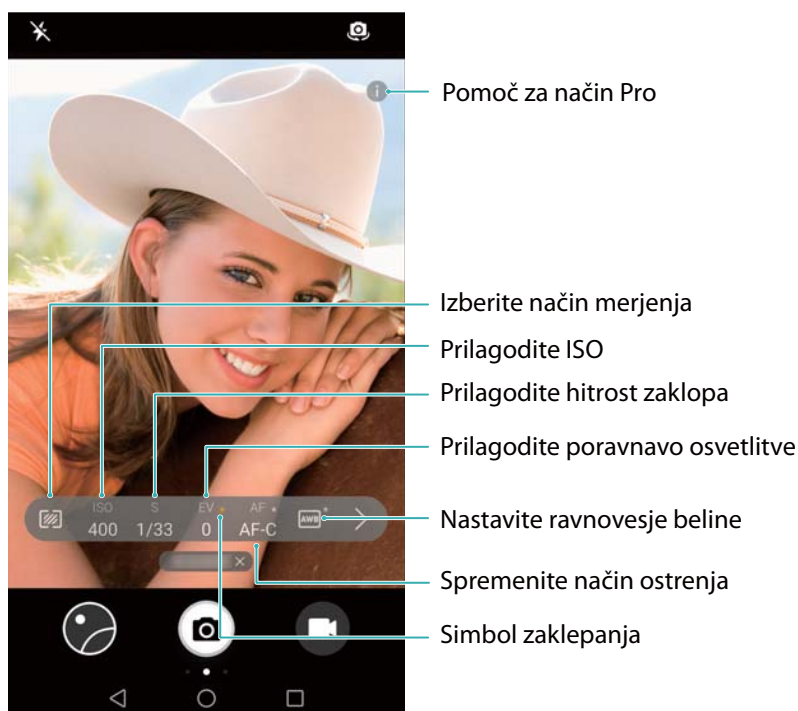 Pomoč za način Pro
Izberite način merjenja
Prilagodite ISO
Prilagodite hitrost zaklopa
Prilagodite poravnavo osvetlitve
ISO S EV AF
400 1/33 0 AF-C AWB
Nastavite ravnovesje beline
Spremenite način ostrenja
Simbol zaklepanja